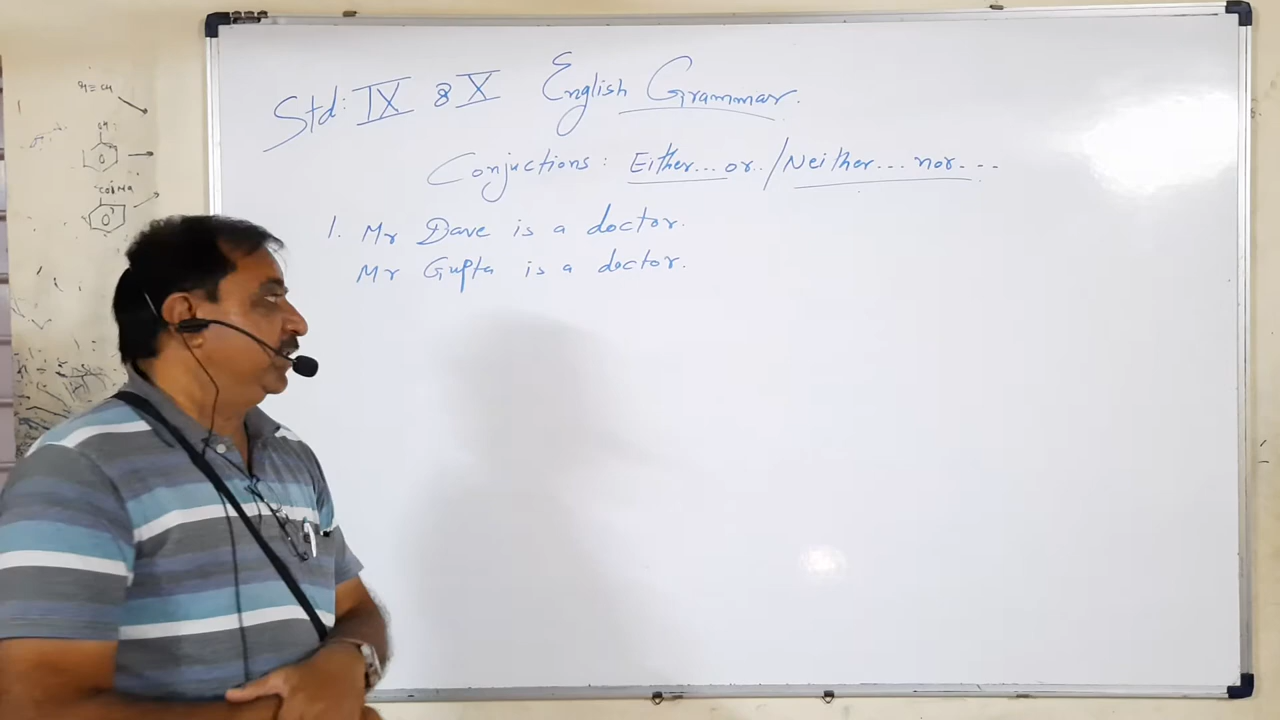 Std: IX & X English Grammar.
Conjuctions: Either...or../Neither...nor....
1. Mr Dave is a doctor.
Mr Gupta is a doctor.